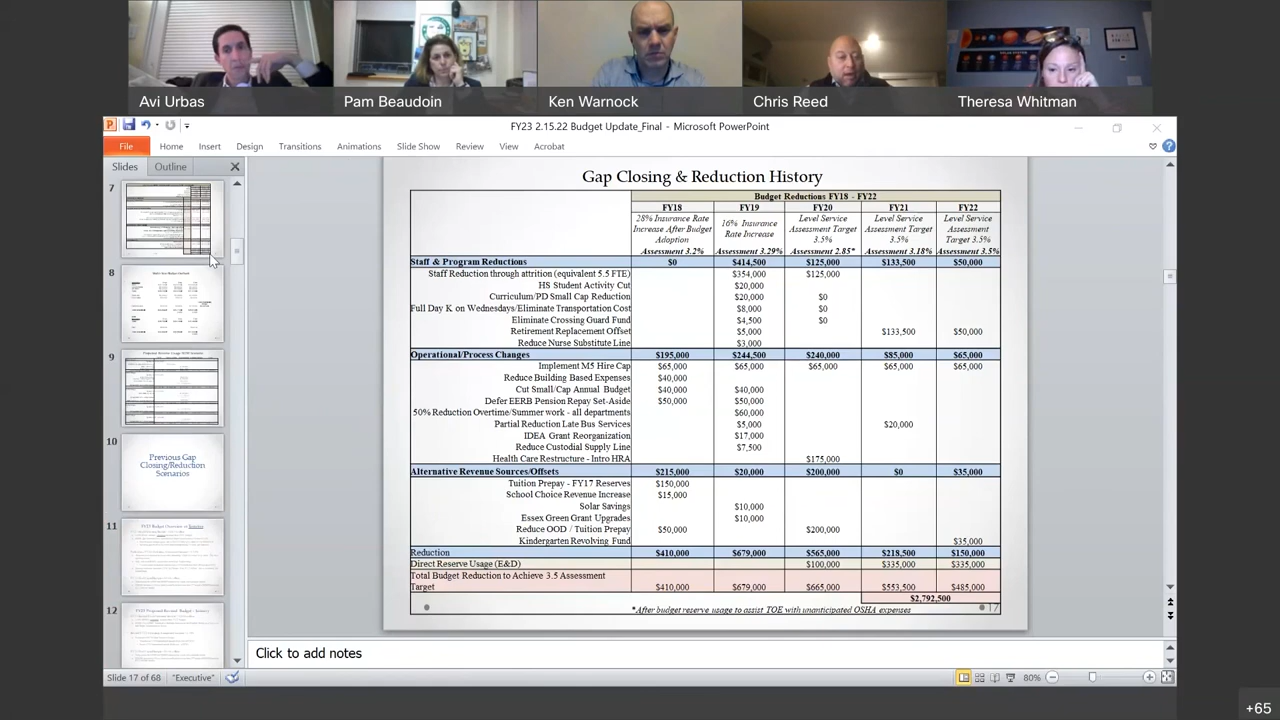 Avi Urbas
Pam Beaudoin
Ken Warnock
Chris Reed
Theresa Whitman
FY23 2.15.22 Budget Update_Final - Microsoft PowerPoint
File Home Insert Design Transitions Animations Slide Show Review View Acrobat
Slides Outline
7
8
9
10
Previous Gap
Closing/Reduction
Scenarios
11
12
Gap Closing & Reduction History
Budget Reductions FY18 - FY22
FY18 FY19 FY20 FY21 FY22
28% Insurance Rate Increase After Budget Adoption Assessment 3.2%
16% Insurance Rate Increase Assessment 3.29%
Level Service Assessment Target 3.5% Assessment 2.85*
Level Service Assessment Target 3.5% Assessment 3.18%
Level Service Assessment Target 3.5% Assessment 3.5%
Staff & Program Reductions $0 $414,500 $125,000 $133,500 $50,000
Staff Reduction through attrition (equivalent 5.5 FTE) $354,000 $125,000
HS Student Activity Cut $20,000
Curriculum/PD Small Cap Reduction $20,000 $0
Full Day K on Wednesdays/Eliminate Transportation Cost $8,000 $0
Eliminate Crossing Guard Fund $4,500 $0
Retirement Replacement Offset $5,000 $133,500 $50,000
Reduce Nurse Substitute Line $3,000
Operational/Process Changes $195,000 $244,500 $240,000 $85,000 $65,000
Implement M5 Hire Cap $65,000 $65,000 $65,000 $65,000 $65,000
Reduce Building Based Expenses $40,000
Cut Small/Cap Annual Budget $40,000 $40,000
Defer EERB Pension Repay Set-Aside $50,000 $50,000
50% Reduction Overtime/Summer work - all departments $60,000
Partial Reduction Late Bus Services $5,000 $20,000
IDEA Grant Reorganization $17,000
Reduce Custodial Supply Line $7,500
Health Care Restructure - Intro HRA $175,000
Alternative Revenue Sources/Offsets $215,000 $20,000 $200,000 $0 $35,000
Tuition Prepay - FY17 Reserves $150,000
School Choice Revenue Increase $15,000
Solar Savings $10,000
Essex Green Grant Upgrades $10,000
Reduce OOD / Tuition Prepay $50,000 $200,000
Kindergarten Revolving Fund $35,000
Reduction $410,000 $679,000 $565,000 $218,500 $150,000
Direct Reserve Usage (E&D) $100,000 $335,000 $335,000
Total Budget Reduction to Achieve 3.5 Assessment
Target $410,000 $679,000 $665,000 $553,500 $485,000
$2,792,500
*After budget reserve usage to assist TOE with unanticipated OSHA expenses
Click to add notes
Slide 17 of 68 "Executive" 80%
+65